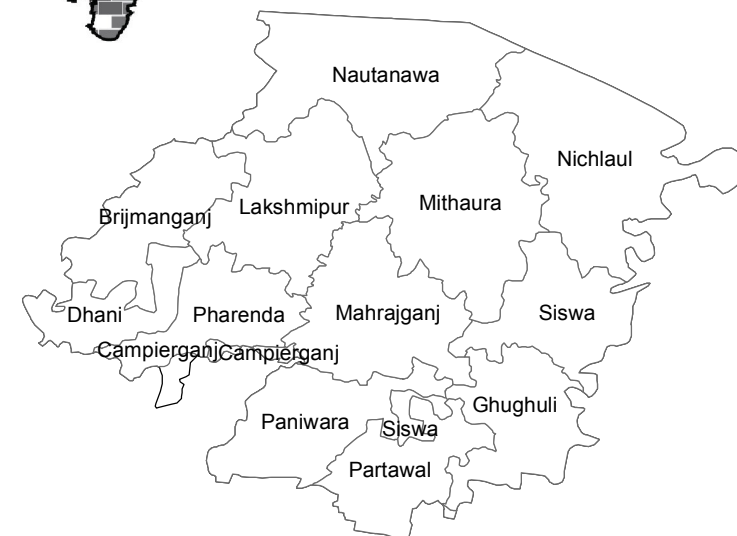 Nautanawa
Nichlaul
Mithaura
Lakshmipur
Brijmanganj
Dhani
Pharenda
Mahrajganj
Siswa
Campierganj
Campierganj
Ghughuli
Paniwara
Siswa
Partawal